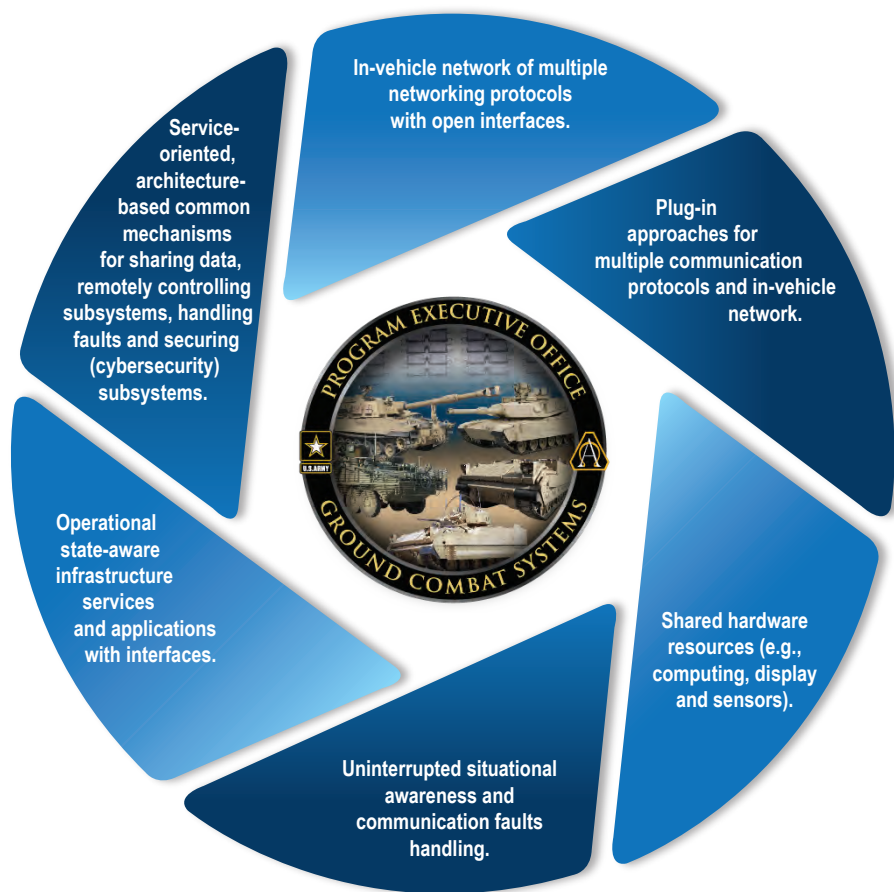 In-vehicle network of multiple
networking protocols
with open interfaces.
Plug-in
approaches for
multiple communication
protocols and in-vehicle
network.
Shared hardware
resources (e.g.,
computing, display
and sensors).
Uninterrupted situational
awareness and
communication faults
handling.
Operational
state-aware
infrastructure
services
and applications
with interfaces.
Service-
oriented,
architecture-
based common
mechanisms
for sharing data,
remotely controlling
subsystems, handling
faults and securing
(cybersecurity)
subsystems.
PROGRAM EXECUTIVE OFFICE
U.S.ARMY
GROUND COMBAT SYSTEMS